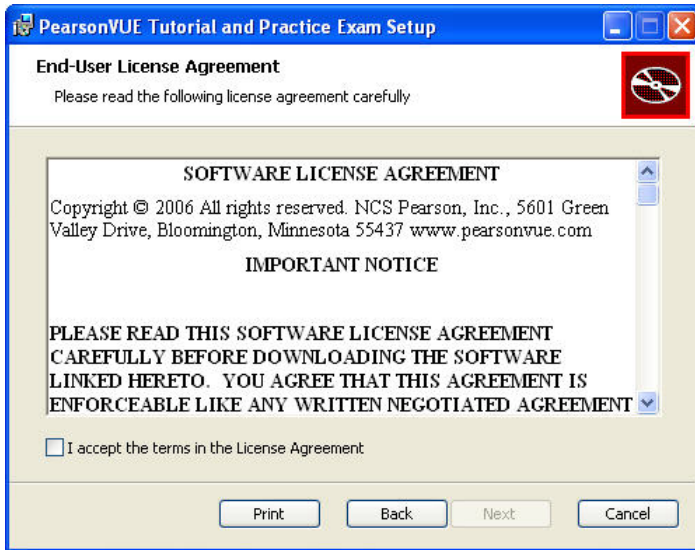 PearsonVUE Tutorial and Practice Exam Setup
End-User License Agreement
Please read the following license agreement carefully
SOFTWARE LICENSE AGREEMENT
Copyright © 2006 All rights reserved. NCS Pearson, Inc., 5601 Green
Valley Drive, Bloomington, Minnesota 55437 www.pearsonvue.com
IMPORTANT NOTICE
PLEASE READ THIS SOFTWARE LICENSE AGREEMENT
CAREFULLY BEFORE DOWNLOADING THE SOFTWARE
LINKED HERETO. YOU AGREE THAT THIS AGREEMENT IS
ENFORCEABLE LIKE ANY WRITTEN NEGOTIATED AGREEMENT
I accept the terms in the License Agreement
Print Back Next Cancel